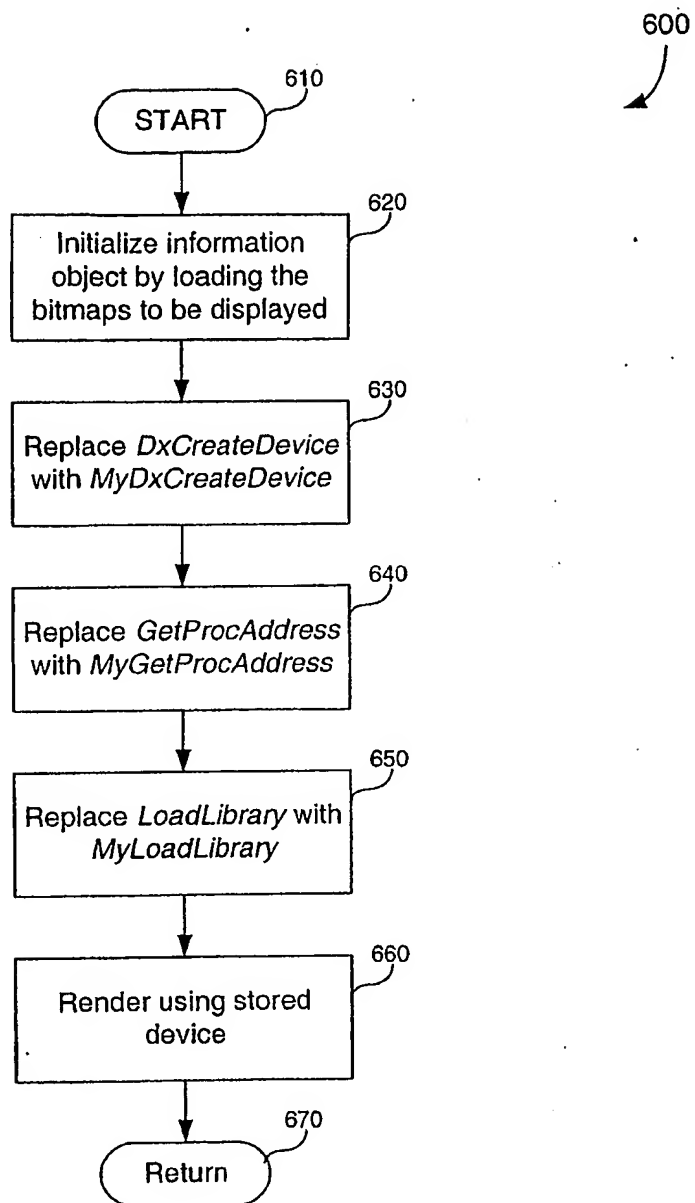 600
610
START
620
Initialize information
object by loading the
bitmaps to be displayed
630
Replace DxCreateDevice
with MyDxCreateDevice
640
Replace GetProcAddress
with MyGetProcAddress
650
Replace LoadLibrary with
MyLoadLibrary
660
Render using stored
device
670
Return